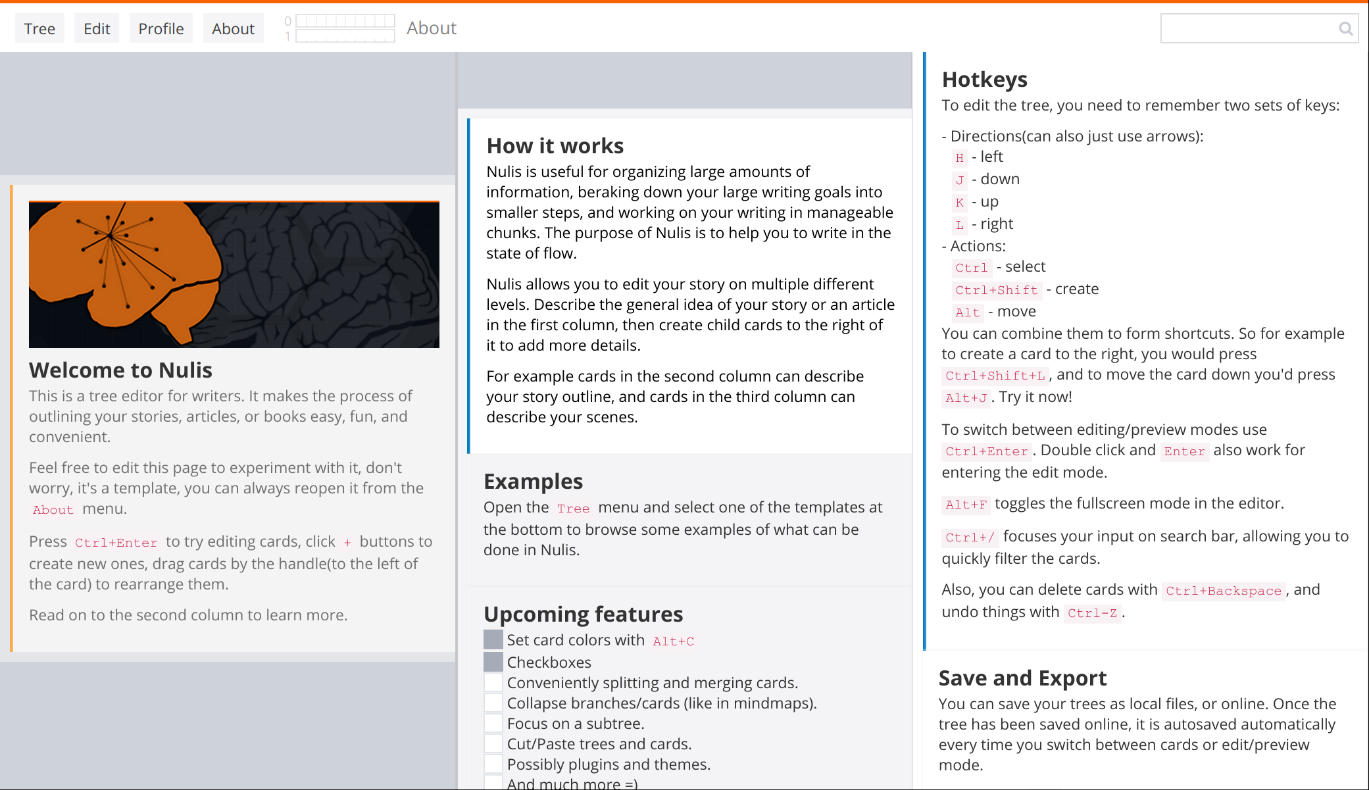 Tree Edit Profile About 0 1 About
Welcome to Nulis
This is a tree editor for writers. It makes the process of
outlining your stories, articles, or books easy, fun, and
convenient.
Feel free to edit this page to experiment with it, don't
worry, it's a template, you can always reopen it from the
About menu.
Press Ctrl+Enter to try editing cards, click + buttons to
create new ones, drag cards by the handle(to the left of
the card) to rearrange them.
Read on to the second column to learn more.
How it works
Nulis is useful for organizing large amounts of
information, beraking down your large writing goals into
smaller steps, and working on your writing in manageable
chunks. The purpose of Nulis is to help you to write in the
state of flow.
Nulis allows you to edit your story on multiple different
levels. Describe the general idea of your story or an article
in the first column, then create child cards to the right of
it to add more details.
For example cards in the second column can describe
your story outline, and cards in the third column can
describe your scenes.
Examples
Open the Tree menu and select one of the templates at
the bottom to browse some examples of what can be
done in Nulis.
Upcoming features
Set card colors with Alt+C
Checkboxes
Conveniently splitting and merging cards.
Collapse branches/cards (like in mindmaps).
Focus on a subtree.
Cut/Paste trees and cards.
Possibly plugins and themes.
And much more =)
Hotkeys
To edit the tree, you need to remember two sets of keys:
- Directions(can also just use arrows):
H - left
J - down
K - up
L - right
- Actions:
Ctrl - select
Ctrl+Shift - create
Alt - move
You can combine them to form shortcuts. So for example
to create a card to the right, you would press
Ctrl+Shift+L, and to move the card down you'd press
Alt+J. Try it now!
To switch between editing/preview modes use
Ctrl+Enter. Double click and Enter also work for
entering the edit mode.
Alt+F toggles the fullscreen mode in the editor.
Ctrl+/ focuses your input on search bar, allowing you to
quickly filter the cards.
Also, you can delete cards with Ctrl+Backspace, and
undo things with Ctrl-Z.
Save and Export
You can save your trees as local files, or online. Once the
tree has been saved online, it is autosaved automatically
every time you switch between cards or edit/preview
mode.